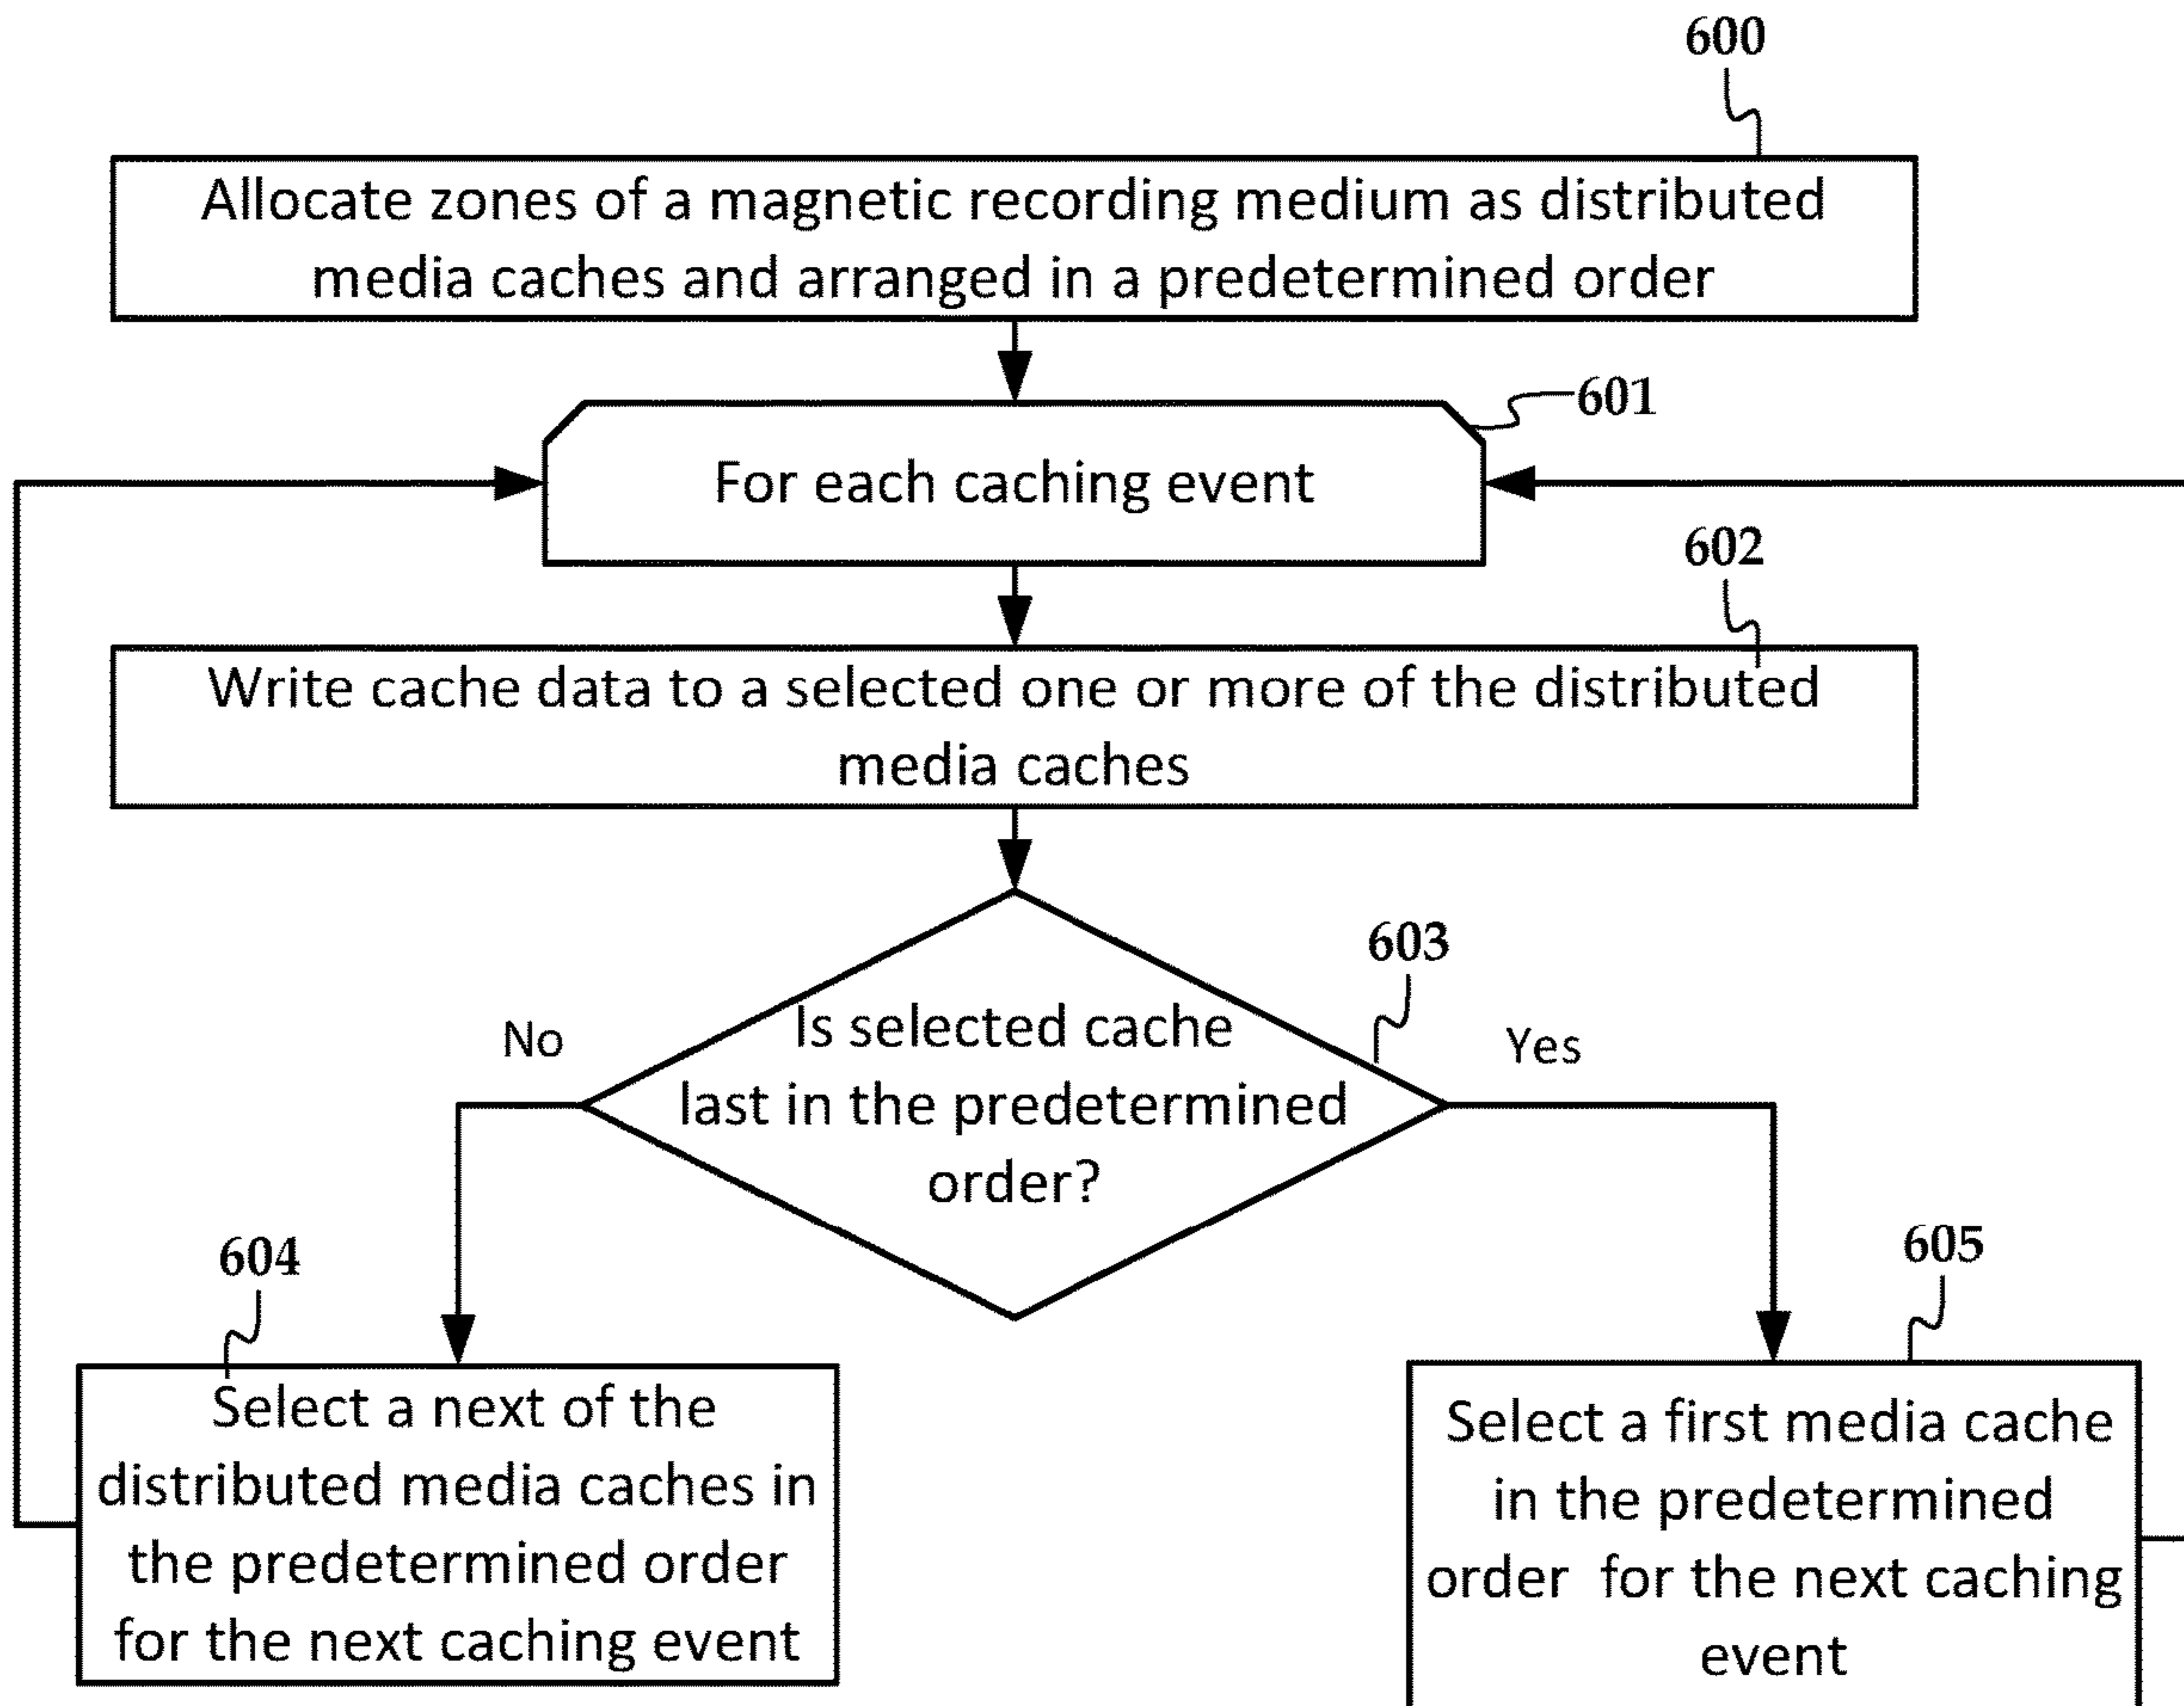 600
Allocate zones of a magnetic recording medium as distributed
media caches and arranged in a predetermined order
601
For each caching event
602
Write cache data to a selected one or more of the distributed
media caches
603
Is selected cache
last in the predetermined
order?
No
Yes
604
Select a next of the
distributed media caches in
the predetermined order
for the next caching event
605
Select a first media cache
in the predetermined
order for the next caching
event